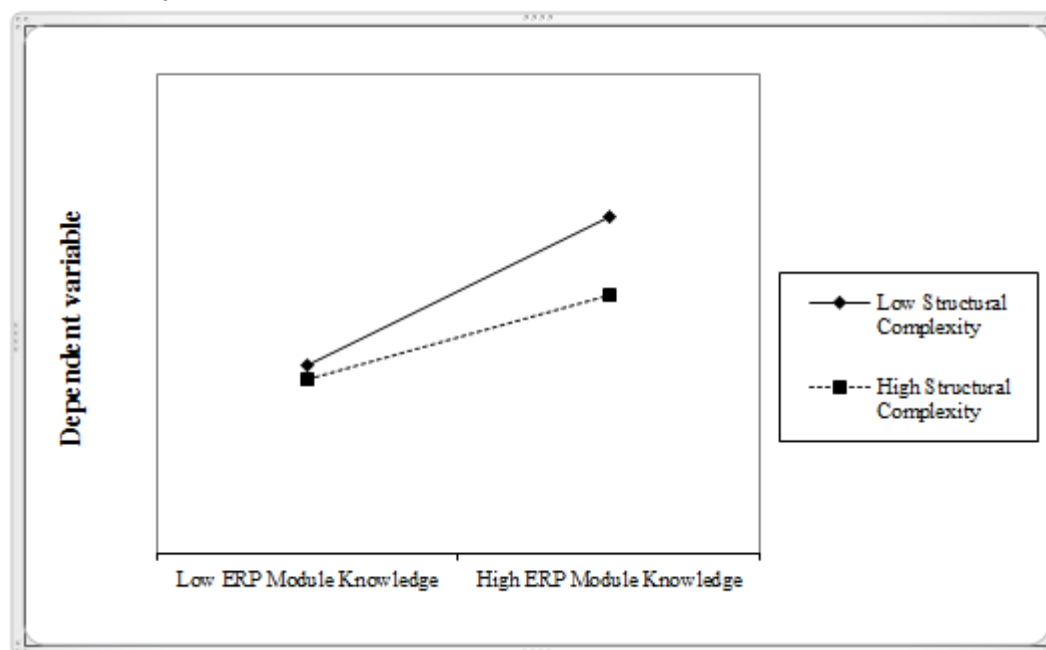 Dependent variable
Low Structural
Complexity
High Structural
Complexity
Low ERP Module Knowledge
High ERP Module Knowledge